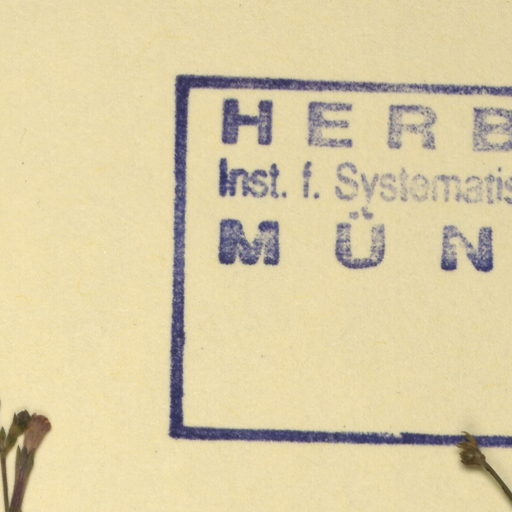 HERB
Inst. f. Systematis
MÜN